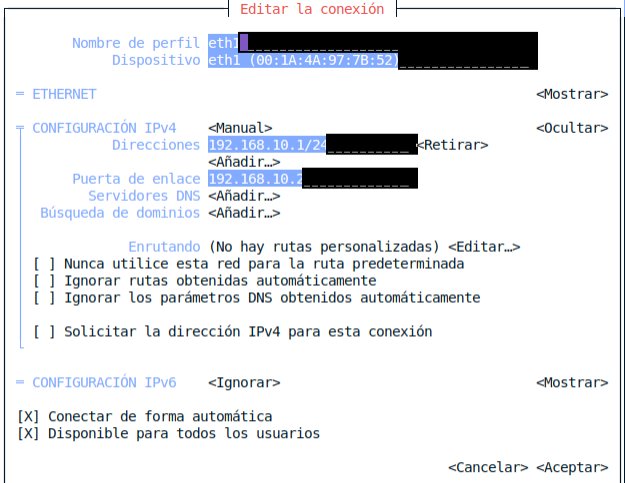 Editar la conexión
Nombre de perfil eth1
Dispositivo eth1 (00:1A:4A:97:7B:52)
= ETHERNET <Mostrar>
CONFIGURACIÓN IPv4 <Manual> <Ocultar>
Direcciones 192.168.10.1/24 <Retirar>
<Añadir…>
Puerta de enlace 192.168.10.2
Servidores DNS <Añadir…>
Búsqueda de dominios <Añadir…>
Enrutando (No hay rutas personalizadas) <Editar…>
[ ] Nunca utilice esta red para la ruta predeterminada
[ ] Ignorar rutas obtenidas automáticamente
[ ] Ignorar los parámetros DNS obtenidos automáticamente
[ ] Solicitar la dirección IPv4 para esta conexión
= CONFIGURACIÓN IPv6 <Ignorar> <Mostrar>
[X] Conectar de forma automática
[X] Disponible para todos los usuarios
<Cancelar> <Aceptar>